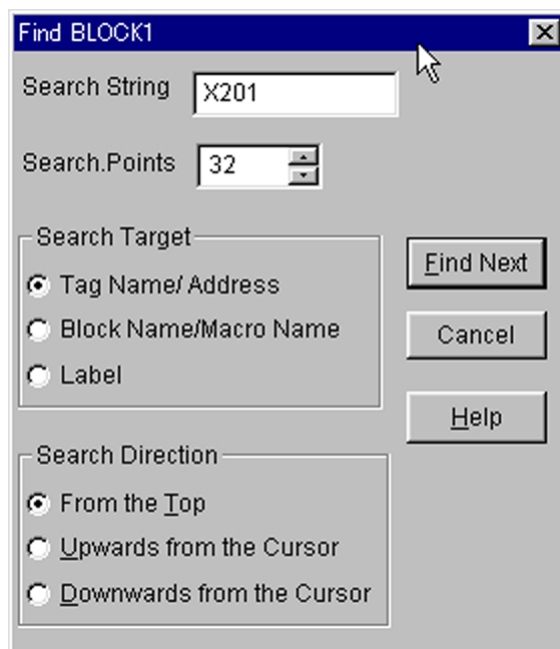 Find BLOCK1
Search String X201
Search.Points 32
Search Target
Tag Name/ Address
Block Name/Macro Name
Label
Find Next
Cancel
Help
Search Direction
From the Top
Upwards from the Cursor
Downwards from the Cursor